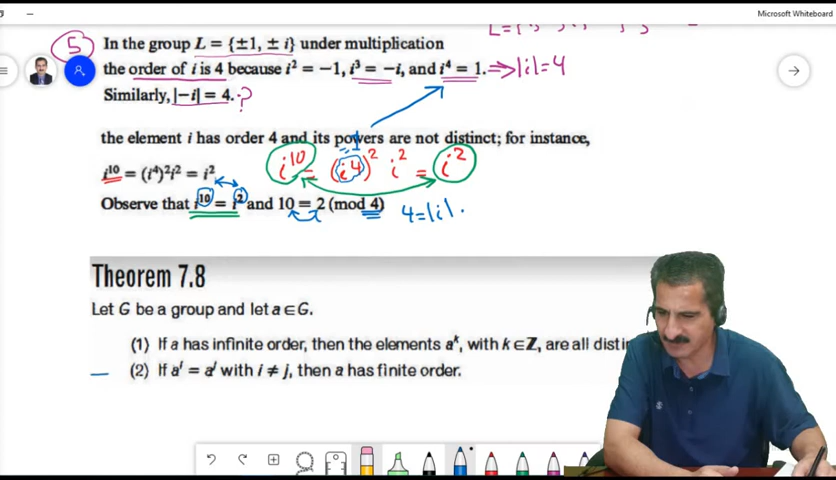 Microsoft Whiteboard
5 In the group L = {±1, ± i} under multiplication
the order of i is 4 because i² = −1, i³ = −i, and i⁴ = 1. ⇒ |i| = 4
Similarly, |−i| = 4. ?
the element i has order 4 and its powers are not distinct; for instance,
= 1
i¹⁰ = (i⁴)²i² = i². i¹⁰ = (i⁴)² i² = i²
Observe that i¹⁰ = i² and 10 ≡ 2 (mod 4) 4 = |i|.
Theorem 7.8
Let G be a group and let a ∈ G.
(1) If a has infinite order, then the elements aᵏ, with k ∈ Z, are all
(2) If aⁱ = aʲ with i ≠ j, then a has finite order.